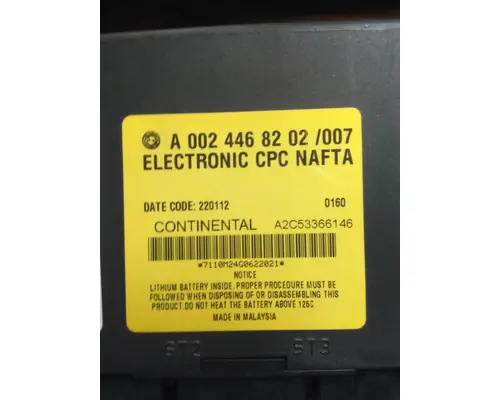 A 002 446 82 02 /007
ELECTRONIC CPC NAFTA
DATE CODE: 220112 0160
CONTINENTAL A2C53366146
*7110M24G0622021*
NOTICE
LITHIUM BATTERY INSIDE. PROPER PROCEDURE MUST BE
FOLLOWED WHEN DISPOSING OF OR DISASSEMBLING THIS
PRODUCT.DO NOT HEAT THE BATTERY ABOVE 126C
MADE IN MALAYSIA
ST2 ST3